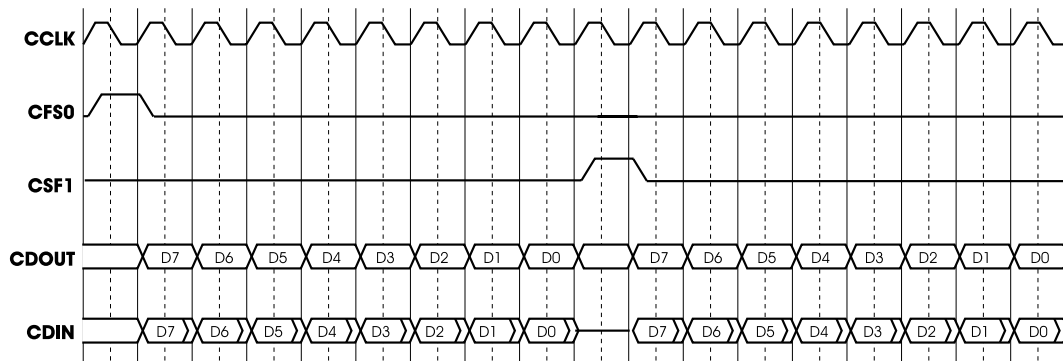 CCLK
CFS0
CSF1
CDOUT D7 D6 D5 D4 D3 D2 D1 D0 D7 D6 D5 D4 D3 D2 D1 D0
CDIN D7 D6 D5 D4 D3 D2 D1 D0 D7 D6 D5 D4 D3 D2 D1 D0